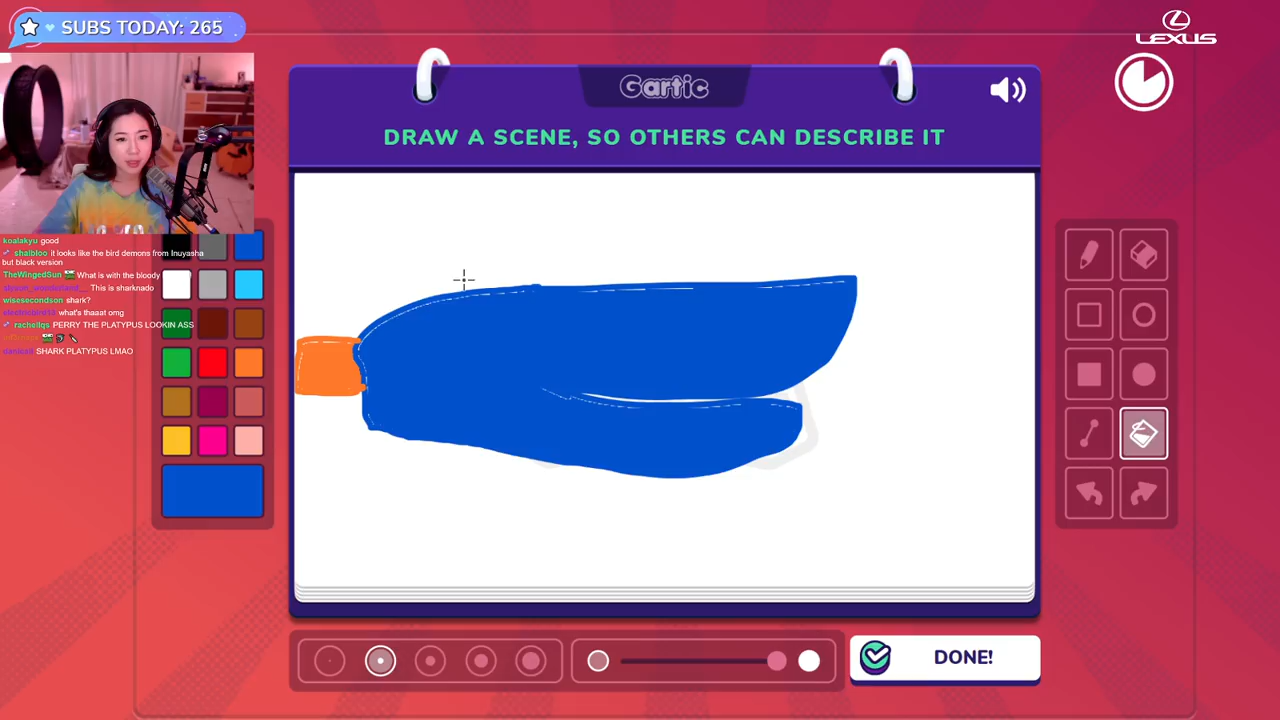 SUBS TODAY: 265
LEXUS
Gartic
DRAW A SCENE, SO OTHERS CAN DESCRIBE IT
koalakyu good
shalbloo it looks like the bird demons from Inuyasha
but black version
TheWingedSun What is with the bloody
This is sharknado
wisesecondson shark?
what's thaaat omg
rachellqs PERRY THE PLATYPUS LOOKIN ASS
SHARK PLATYPUS LMAO
DONE!